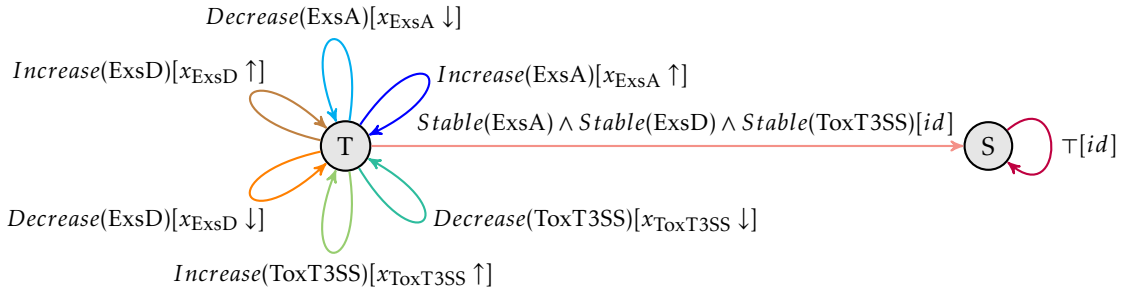 Decrease(ExsA)[x_ExsA ↓]
Increase(ExsD)[x_ExsD ↑]
Increase(ExsA)[x_ExsA ↑]
Stable(ExsA) ∧ Stable(ExsD) ∧ Stable(ToxT3SS)[id]
T
S
⊤[id]
Decrease(ExsD)[x_ExsD ↓]
Decrease(ToxT3SS)[x_ToxT3SS ↓]
Increase(ToxT3SS)[x_ToxT3SS ↑]